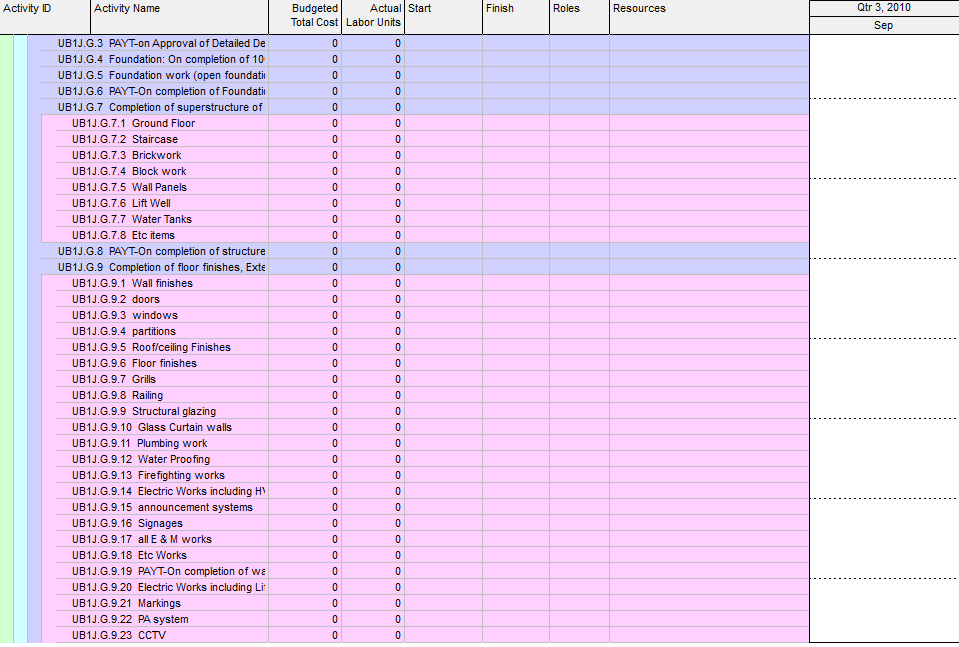 Activity ID Activity Name Budgeted Total Cost Actual Labor Units Start Finish Roles Resources Qtr 3, 2010
Sep
UB1J.G.3 PAYT-on Approval of Detailed De 0 0
UB1J.G.4 Foundation: On completion of 10 0 0
UB1J.G.5 Foundation work (open foundati 0 0
UB1J.G.6 PAYT-On completion of Foundati 0 0
UB1J.G.7 Completion of superstructure of 0 0
UB1J.G.7.1 Ground Floor 0 0
UB1J.G.7.2 Staircase 0 0
UB1J.G.7.3 Brickwork 0 0
UB1J.G.7.4 Block work 0 0
UB1J.G.7.5 Wall Panels 0 0
UB1J.G.7.6 Lift Well 0 0
UB1J.G.7.7 Water Tanks 0 0
UB1J.G.7.8 Etc items 0 0
UB1J.G.8 PAYT-On completion of structure 0 0
UB1J.G.9 Completion of floor finishes, Exte 0 0
UB1J.G.9.1 Wall finishes 0 0
UB1J.G.9.2 doors 0 0
UB1J.G.9.3 windows 0 0
UB1J.G.9.4 partitions 0 0
UB1J.G.9.5 Roof/ceiling Finishes 0 0
UB1J.G.9.6 Floor finishes 0 0
UB1J.G.9.7 Grills 0 0
UB1J.G.9.8 Railing 0 0
UB1J.G.9.9 Structural glazing 0 0
UB1J.G.9.10 Glass Curtain walls 0 0
UB1J.G.9.11 Plumbing work 0 0
UB1J.G.9.12 Water Proofing 0 0
UB1J.G.9.13 Firefighting works 0 0
UB1J.G.9.14 Electric Works including HV 0 0
UB1J.G.9.15 announcement systems 0 0
UB1J.G.9.16 Signages 0 0
UB1J.G.9.17 all E & M works 0 0
UB1J.G.9.18 Etc Works 0 0
UB1J.G.9.19 PAYT-On completion of wa 0 0
UB1J.G.9.20 Electric Works including Li 0 0
UB1J.G.9.21 Markings 0 0
UB1J.G.9.22 PA system 0 0
UB1J.G.9.23 CCTV 0 0